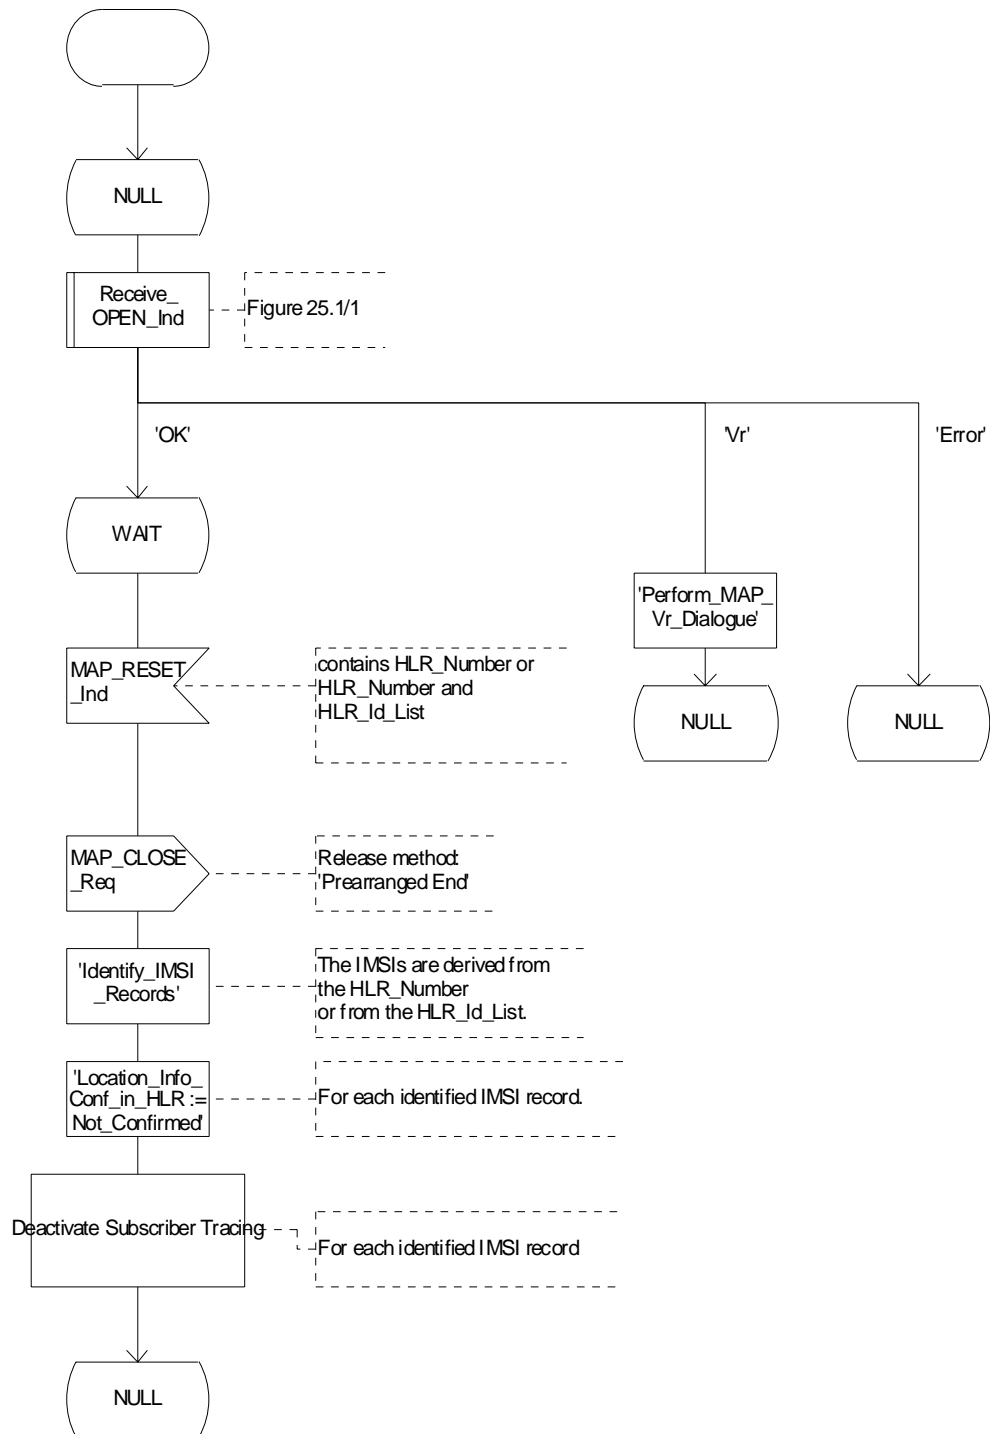 NULL
Receive_
OPEN_Ind
Figure 25.1/1
'OK'
'Vr'
'Error'
WAIT
'Perform_MAP_
Vr_Dialogue'
MAP_RESET
_Ind
contains HLR_Number or
HLR_Number and
HLR_Id_List
NULL
NULL
MAP_CLOSE
_Req
Release method:
'Prearranged End'
'Identify_IMSI
_Records'
The IMSIs are derived from
the HLR_Number
or from the HLR_Id_List.
'Location_Info_
Conf_in_HLR :=
Not_Confirmed'
For each identified IMSI record.
Deactivate Subscriber Tracing
For each identified IMSI record
NULL